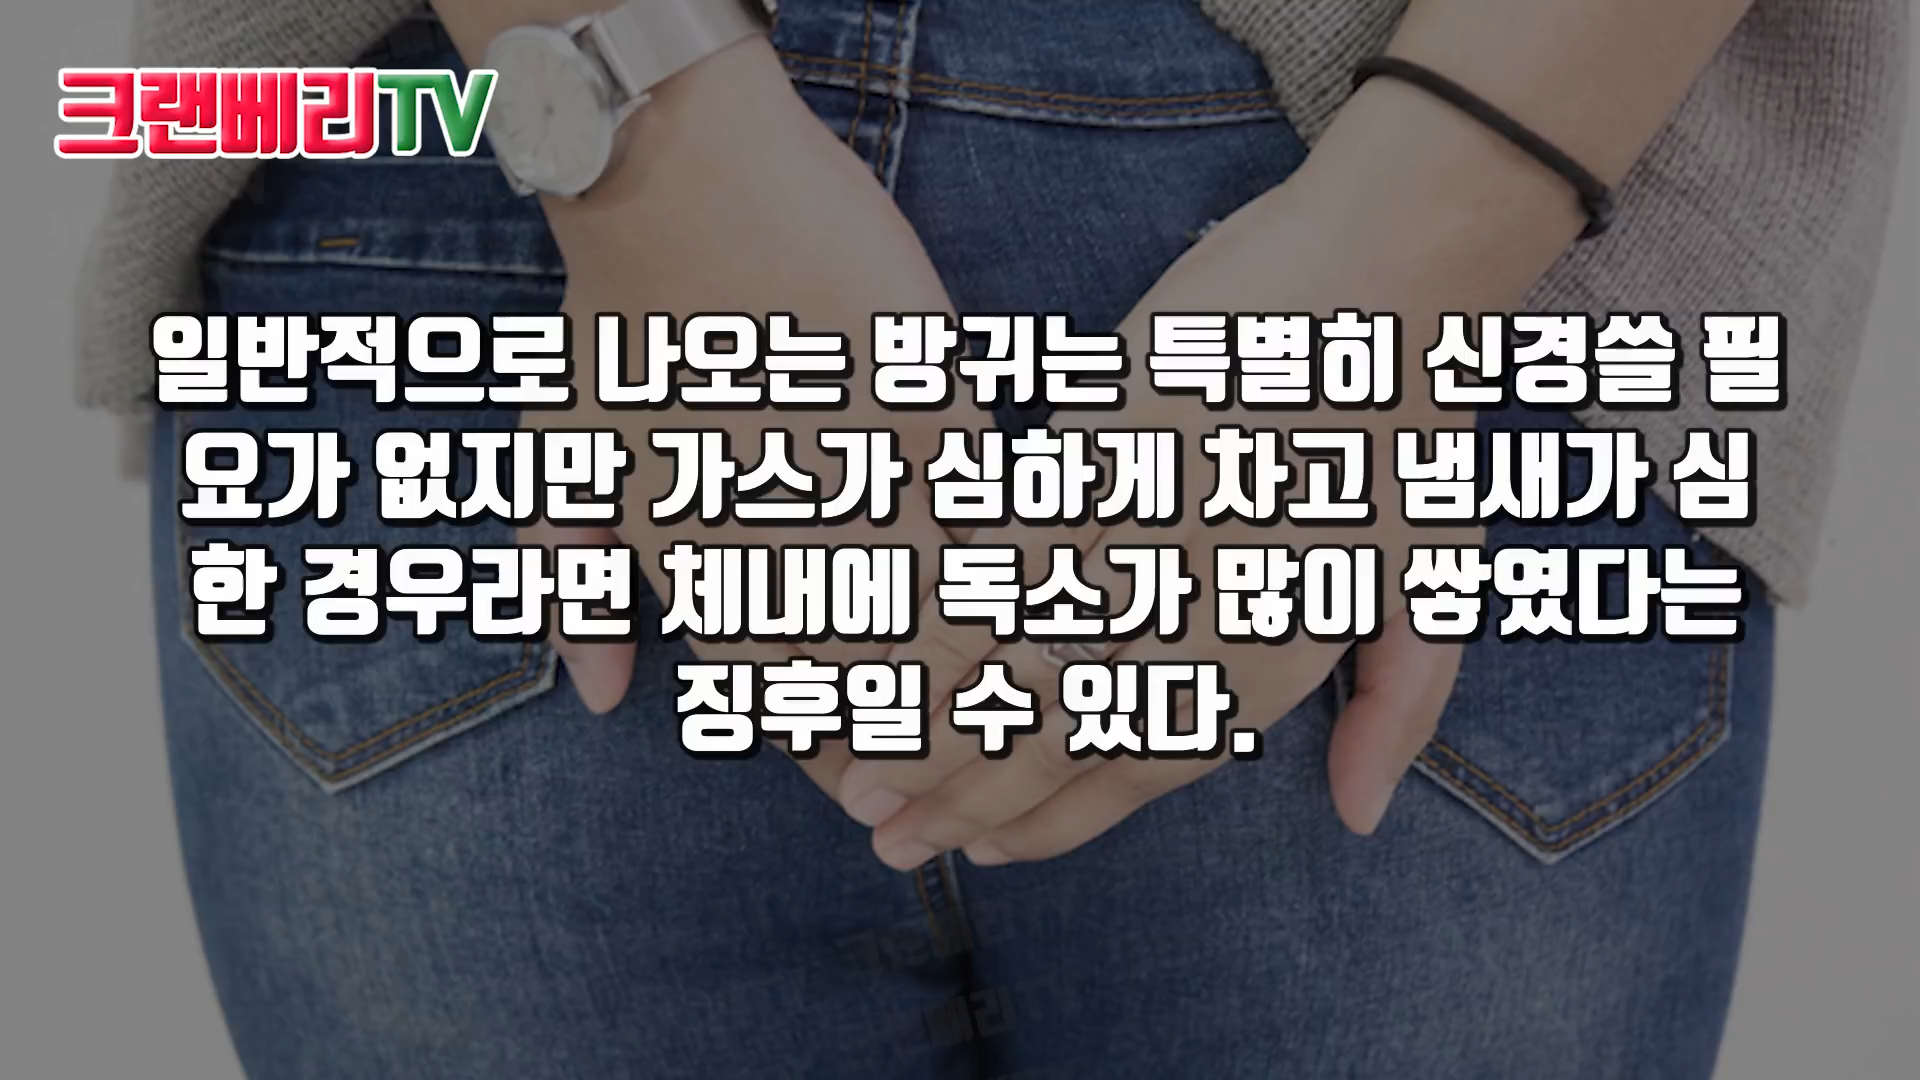 크랜베리TV
일반적으로 나오는 방귀는 특별히 신경쓸 필
요가 없지만 가스가 심하게 차고 냄새가 심
한 경우라면 체내에 독소가 많이 쌓였다는
징후일 수 있다.